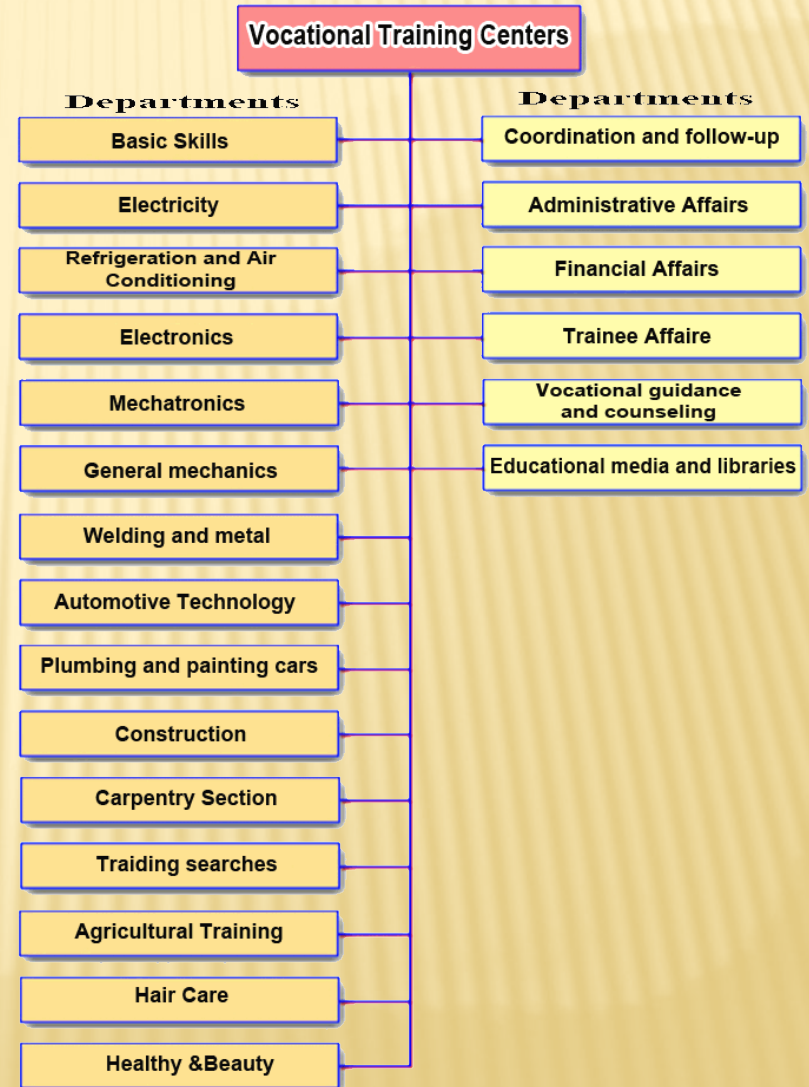 Vocational Training Centers
Departments
Basic Skills
Electricity
Refrigeration and Air
Conditioning
Electronics
Mechatronics
General mechanics
Welding and metal
Automotive Technology
Plumbing and painting cars
Construction
Carpentry Section
Traiding searches
Agricultural Training
Hair Care
Healthy &Beauty
Departments
Coordination and follow-up
Administrative Affairs
Financial Affairs
Trainee Affaire
Vocational guidance
and counseling
Educational media and libraries